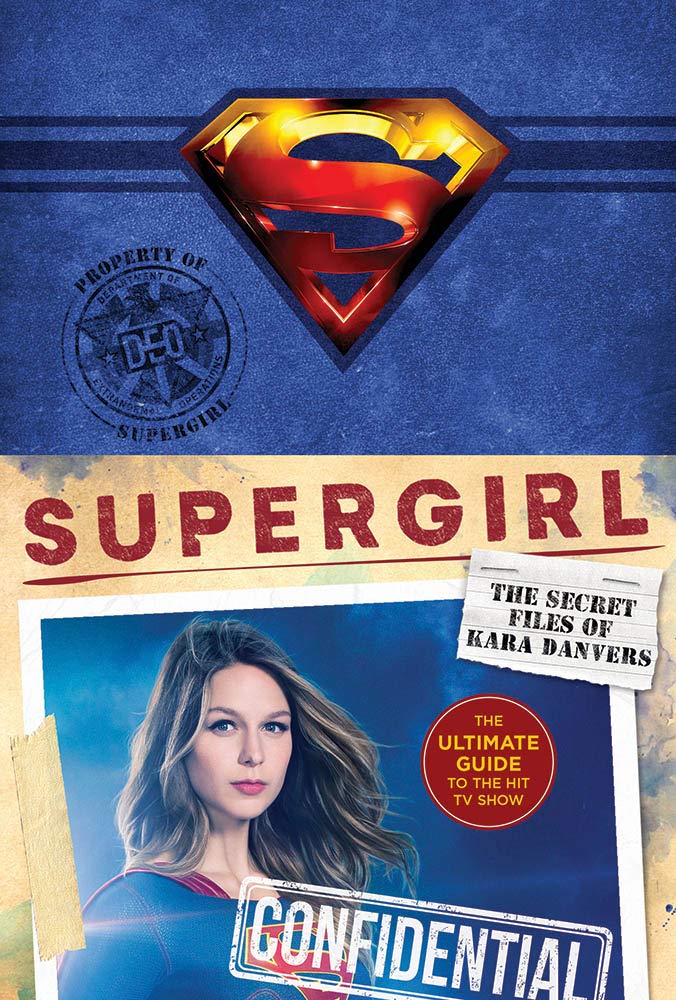 PROPERTY OF
DEPARTMENT OF
DEO
EXTRANORMAL OPERATIONS
SUPERGIRL
SUPERGIRL
THE SECRET
FILES OF
KARA DANVERS
THE
ULTIMATE
GUIDE
TO THE HIT
TV SHOW
CONFIDENTIAL